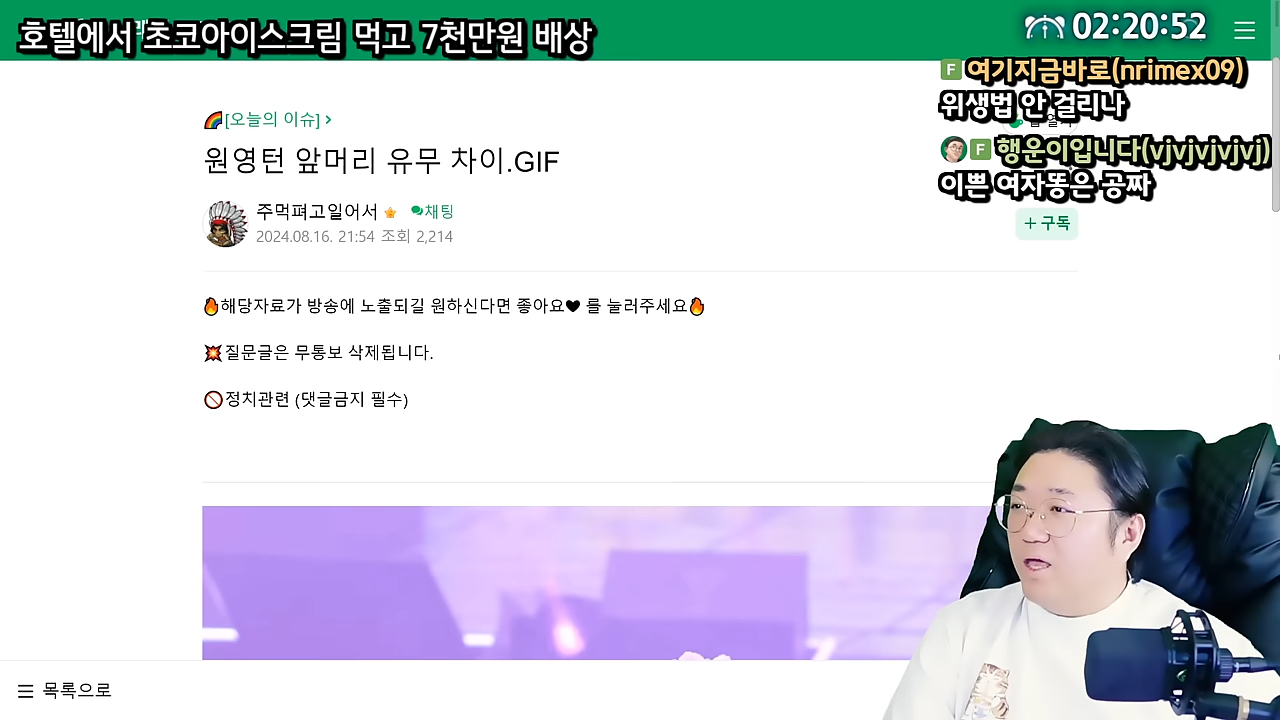 호텔에서 초코아이스크림 먹고 7천만원 배상
02:20:52
F 여기지금바로(nrimex09)
위생법 안 걸리나
F 행운이입니다(vjvjvjvjvj)
이쁜 여자똥은 공짜
[오늘의 이슈] >
원영턴 앞머리 유무 차이.GIF
주먹펴고일어서 채팅
2024.08.16. 21:54 조회 2,214
+ 구독
🔥해당자료가 방송에 노출되길 원하신다면 좋아요🖤 를 눌러주세요🔥
💥질문글은 무통보 삭제됩니다.
🚫정치관련 (댓글금지 필수)
목록으로